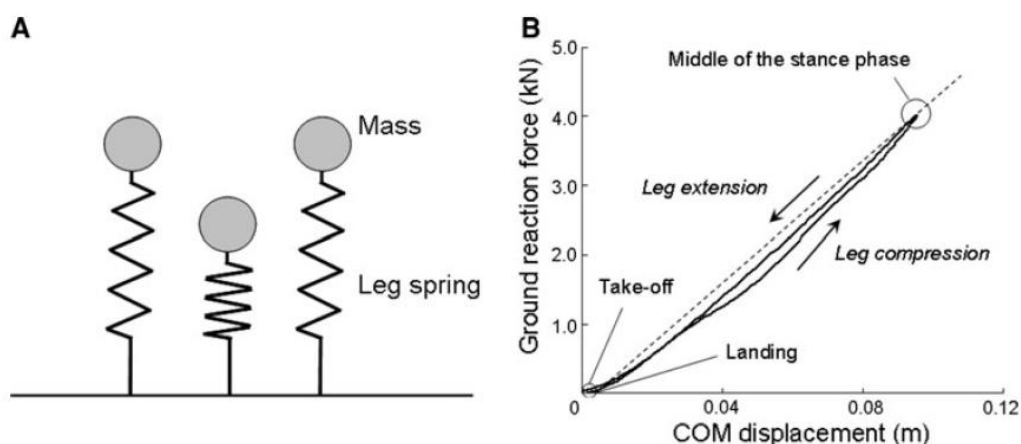 A
Mass
Leg spring
B
Ground reaction force (kN)
5.0
4.0
3.0
2.0
1.0
Middle of the stance phase
Leg extension
Leg compression
Take-off
Landing
0
0.04
0.08
0.12
COM displacement (m)